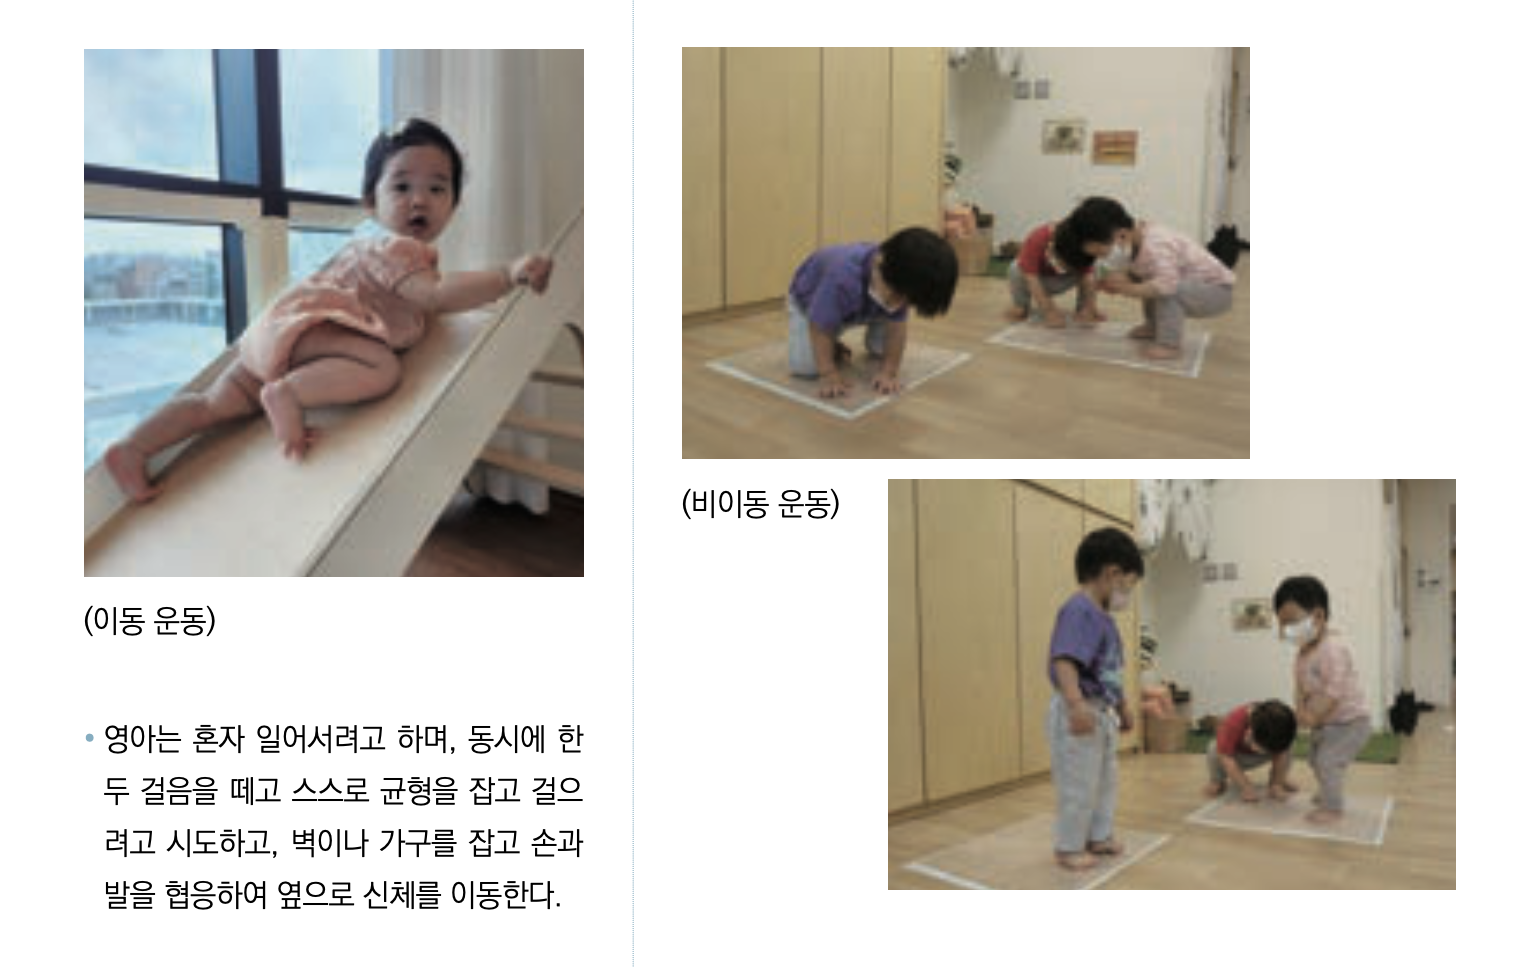 (이동 운동)
• 영아는 혼자 일어서려고 하며, 동시에 한
두 걸음을 떼고 스스로 균형을 잡고 걸으
려고 시도하고, 벽이나 가구를 잡고 손과
발을 협응하여 옆으로 신체를 이동한다.
(비이동 운동)